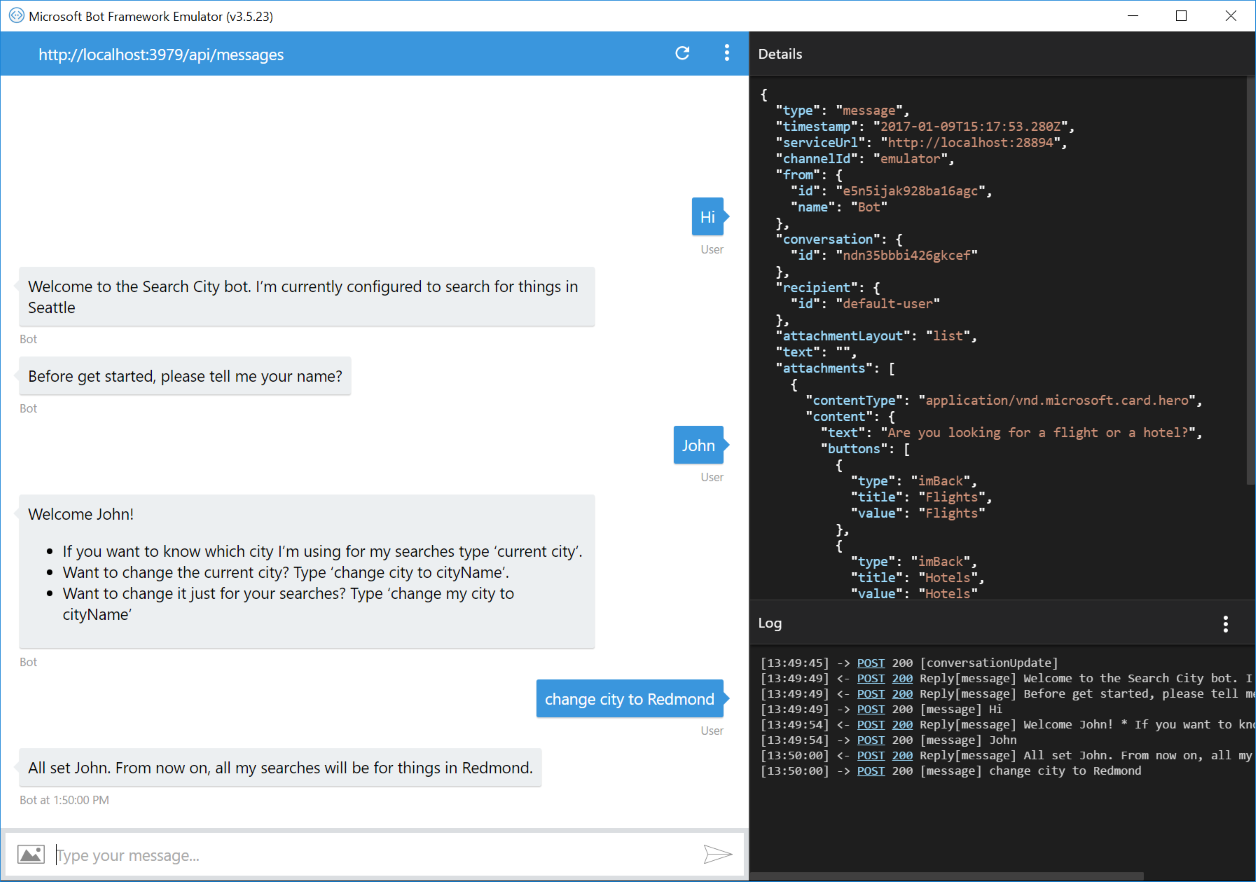 Microsoft Bot Framework Emulator (v3.5.23)
http://localhost:3979/api/messages
Hi
User
Welcome to the Search City bot. I'm currently configured to search for things in
Seattle
Bot
Before get started, please tell me your name?
Bot
John
User
Welcome John!
• If you want to know which city I'm using for my searches type ‘current city’.
• Want to change the current city? Type ‘change city to cityName’.
• Want to change it just for your searches? Type ‘change my city to
cityName’
Bot
change city to Redmond
User
All set John. From now on, all my searches will be for things in Redmond.
Bot at 1:50:00 PM
Type your message...
Details
{
"type": "message",
"timestamp": "2017-01-09T15:17:53.280Z",
"serviceUrl": "http://localhost:28894",
"channelId": "emulator",
"from": {
"id": "e5n5ijak928ba16agc",
"name": "Bot"
},
"conversation": {
"id": "ndn35bbbi426gkcef"
},
"recipient": {
"id": "default-user"
},
"attachmentLayout": "list",
"text": "",
"attachments": [
{
"contentType": "application/vnd.microsoft.card.hero",
"content": {
"text": "Are you looking for a flight or a hotel?",
"buttons": [
{
"type": "imBack",
"title": "Flights",
"value": "Flights"
},
{
"type": "imBack",
"title": "Hotels",
"value": "Hotels"
Log
[13:49:45] -> POST 200 [conversationUpdate]
[13:49:49] <- POST 200 Reply[message] Welcome to the Search City bot. I
[13:49:49] <- POST 200 Reply[message] Before get started, please tell me
[13:49:49] -> POST 200 [message] Hi
[13:49:54] <- POST 200 Reply[message] Welcome John! * If you want to kno
[13:49:54] -> POST 200 [message] John
[13:50:00] <- POST 200 Reply[message] All set John. From now on, all my
[13:50:00] -> POST 200 [message] change city to Redmond